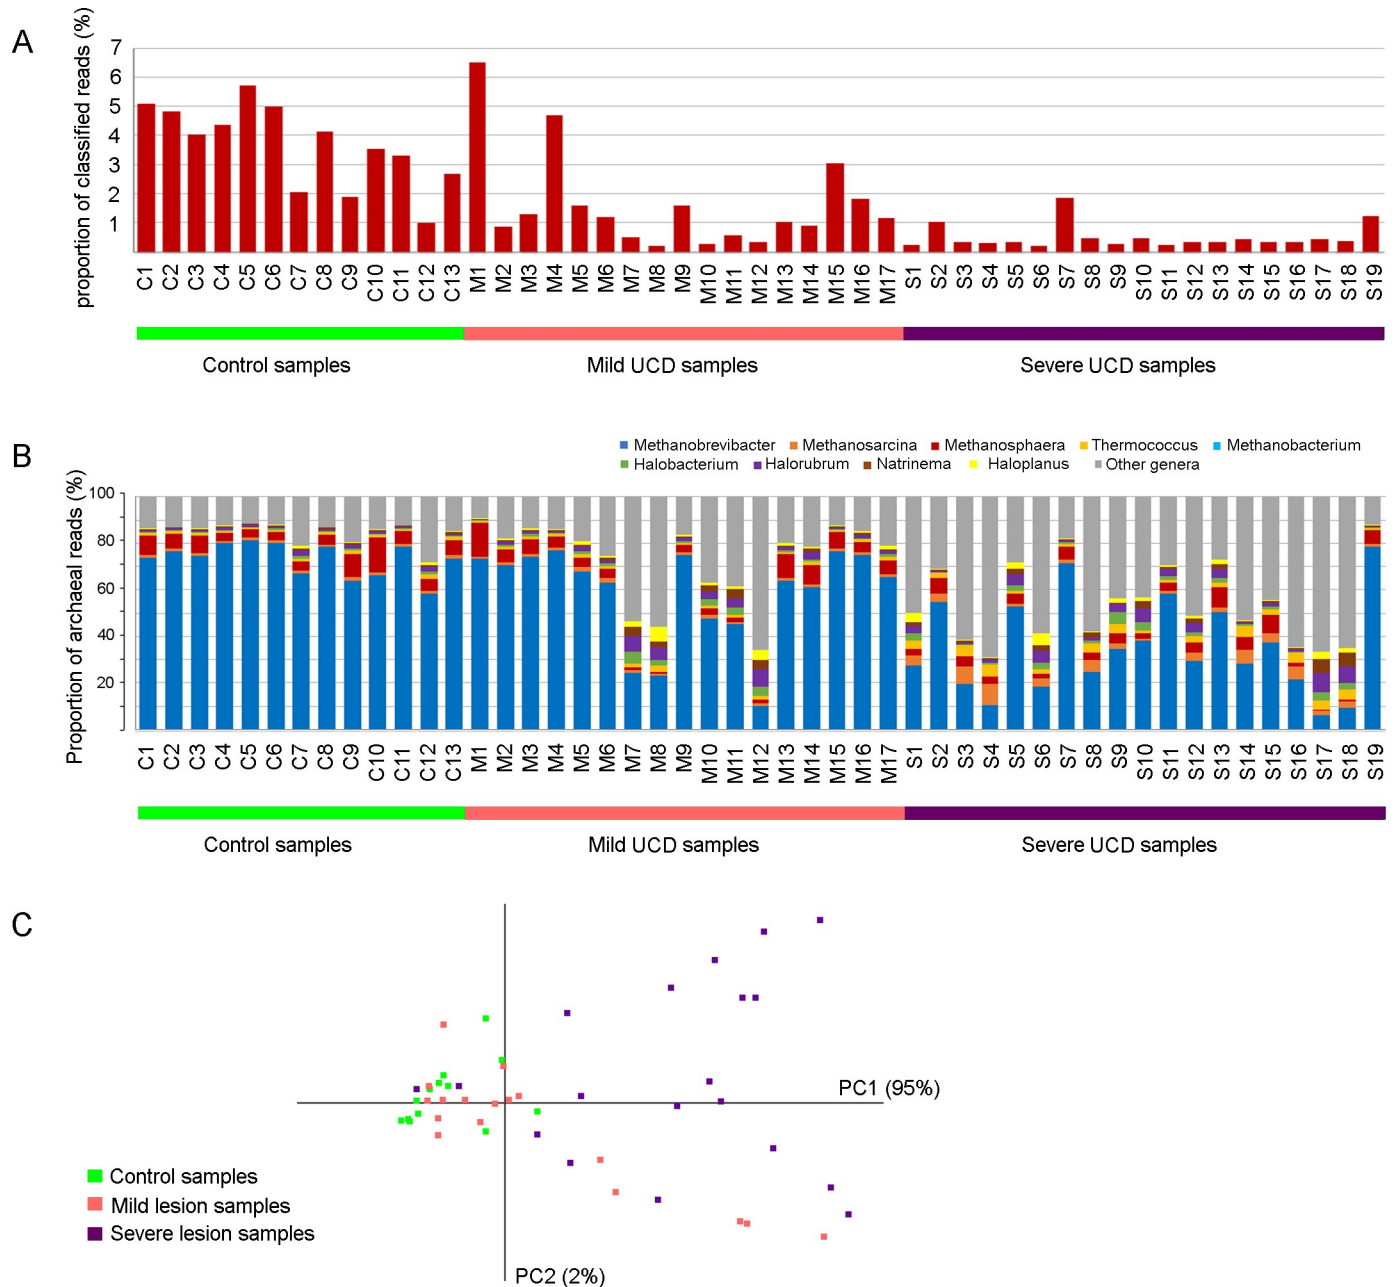 A
proportion of classified reads (%)
7
6
5
4
3
2
1
C1 C2 C3 C4 C5 C6 C7 C8 C9 C10 C11 C12 C13 M1 M2 M3 M4 M5 M6 M7 M8 M9 M10 M11 M12 M13 M14 M15 M16 M17 S1 S2 S3 S4 S5 S6 S7 S8 S9 S10 S11 S12 S13 S14 S15 S16 S17 S18 S19
Control samples Mild UCD samples Severe UCD samples
B
Methanobrevibacter Methanosarcina Methanosphaera Thermococcus Methanobacterium
Halobacterium Halorubrum Natrinema Haloplanus Other genera
Proportion of archaeal reads (%)
100
80
60
40
20
C1 C2 C3 C4 C5 C6 C7 C8 C9 C10 C11 C12 C13 M1 M2 M3 M4 M5 M6 M7 M8 M9 M10 M11 M12 M13 M14 M15 M16 M17 S1 S2 S3 S4 S5 S6 S7 S8 S9 S10 S11 S12 S13 S14 S15 S16 S17 S18 S19
Control samples Mild UCD samples Severe UCD samples
C
PC1 (95%)
Control samples
Mild lesion samples
Severe lesion samples
PC2 (2%)